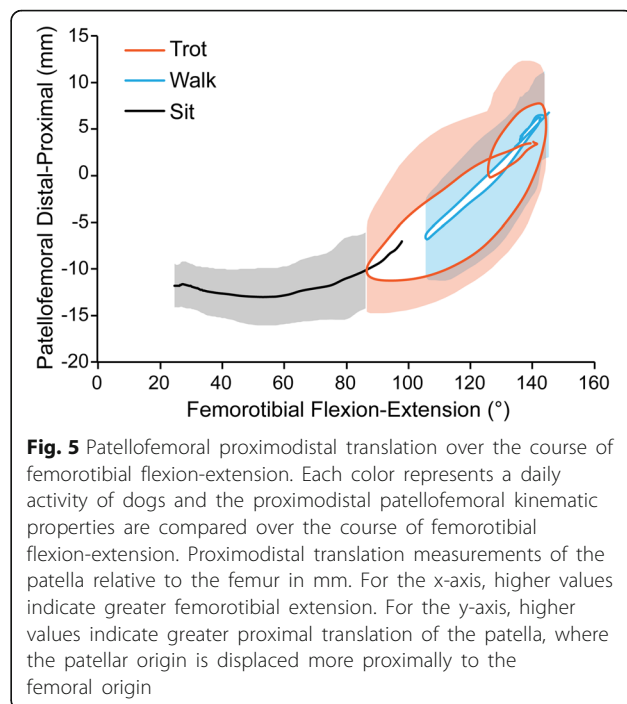 Patellofemoral Distal-Proximal (mm)
15
10
5
0
-5
-10
-15
-20
Trot
Walk
Sit
0 20 40 60 80 100 120 140 160
Femorotibial Flexion-Extension (°)
Fig. 5 Patellofemoral proximodistal translation over the course of
femorotibial flexion-extension. Each color represents a daily
activity of dogs and the proximodistal patellofemoral kinematic
properties are compared over the course of femorotibial
flexion-extension. Proximodistal translation measurements of the
patella relative to the femur in mm. For the x-axis, higher values
indicate greater femorotibial extension. For the y-axis, higher
values indicate greater proximal translation of the patella, where
the patellar origin is displaced more proximally to the
femoral origin